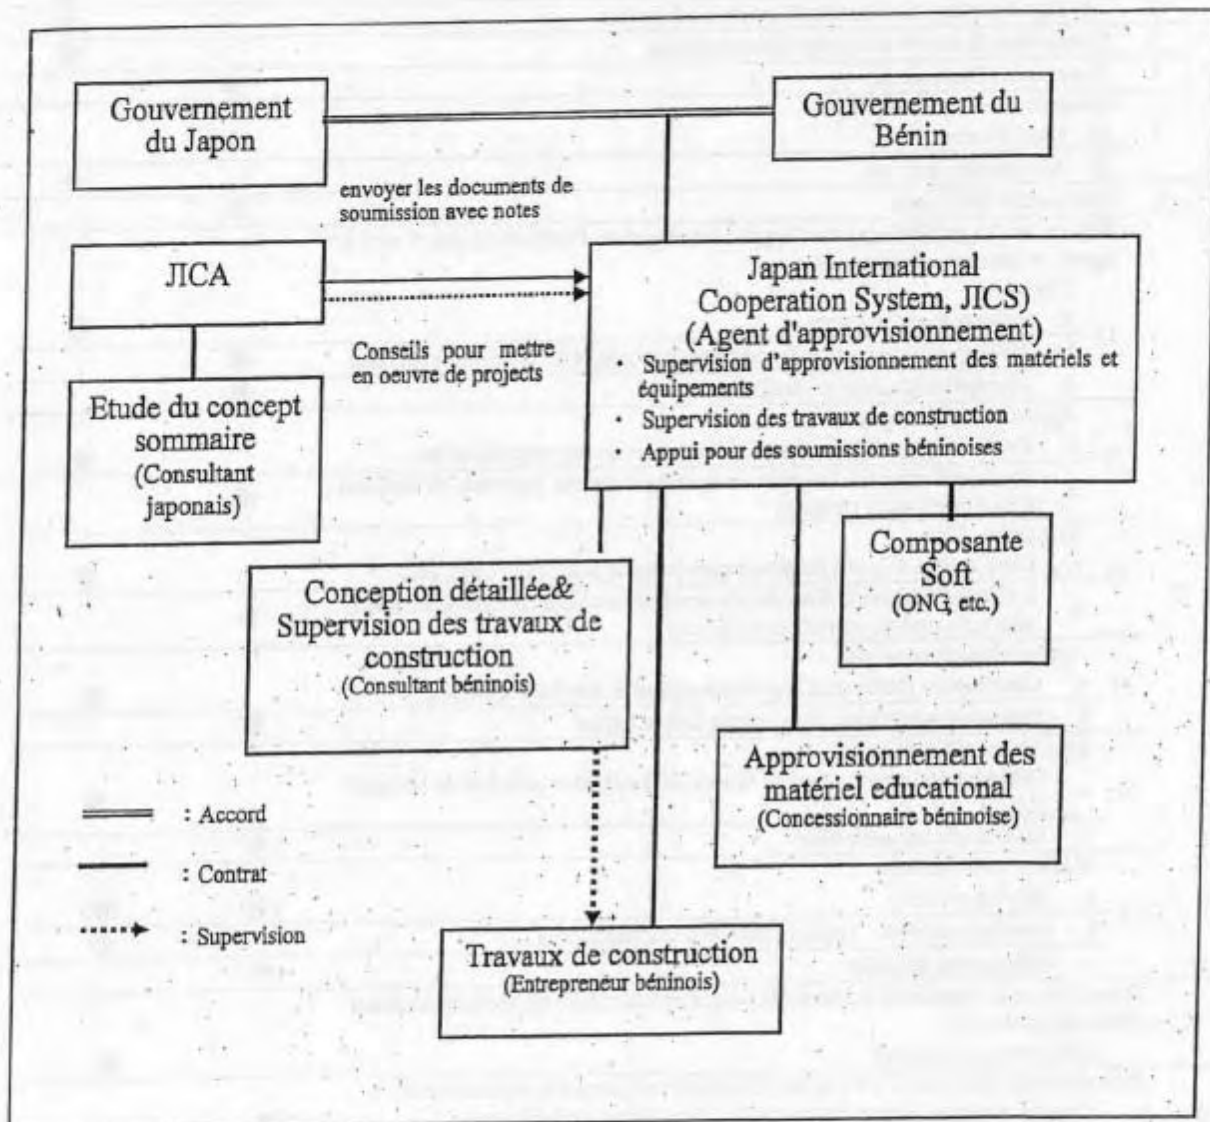 Gouvernement
du Japon
Gouvernement du
Bénin
envoyer les documents de
soumission avec notes
JICA
Japan International
Cooperation System, JICS)
(Agent d'approvisionnement)
• Supervision d'approvisionnement des matériels et
équipements
• Supervision des travaux de construction
• Appui pour des soumissions béninoises
Conseils pour mettre
en oeuvre de projects
Etude du concept
sommaire
(Consultant
japonais)
Conception détaillée&
Supervision des travaux de
construction
(Consultant béninois)
Composante
Soft
(ONG, etc.)
Approvisionnement des
matériel educational
(Concessionnaire béninoise)
: Accord
: Contrat
: Supervision
Travaux de construction
(Entrepreneur béninois)